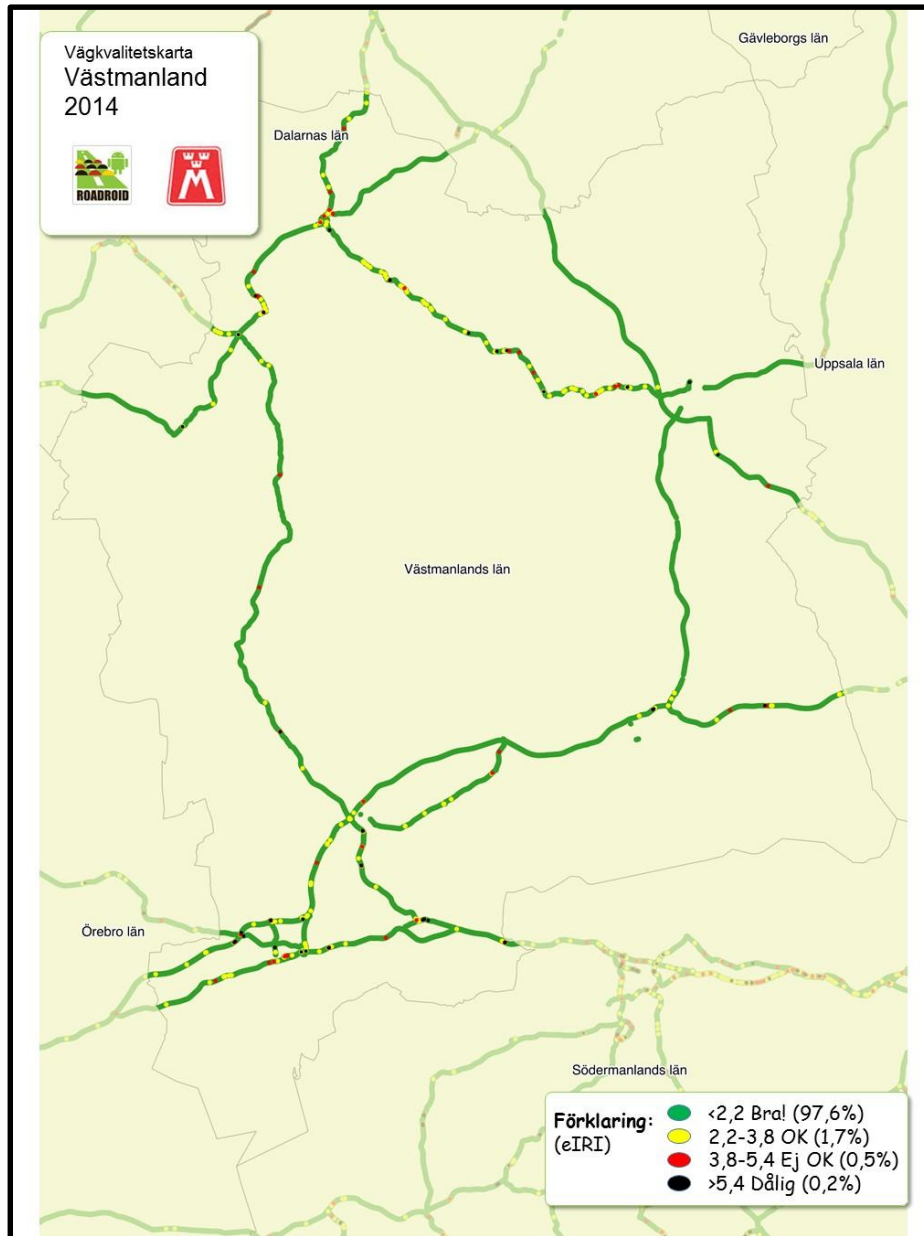 Vägkvalitetskarta
Västmanland
2014
ROADROID
M
Gävleborgs län
Dalarnas län
Uppsala län
Västmanlands län
Örebro län
Södermanlands län
Förklaring:
(eIRI)
<2,2 Bra! (97,6%)
2,2-3,8 OK (1,7%)
3,8-5,4 Ej OK (0,5%)
>5,4 Dålig (0,2%)